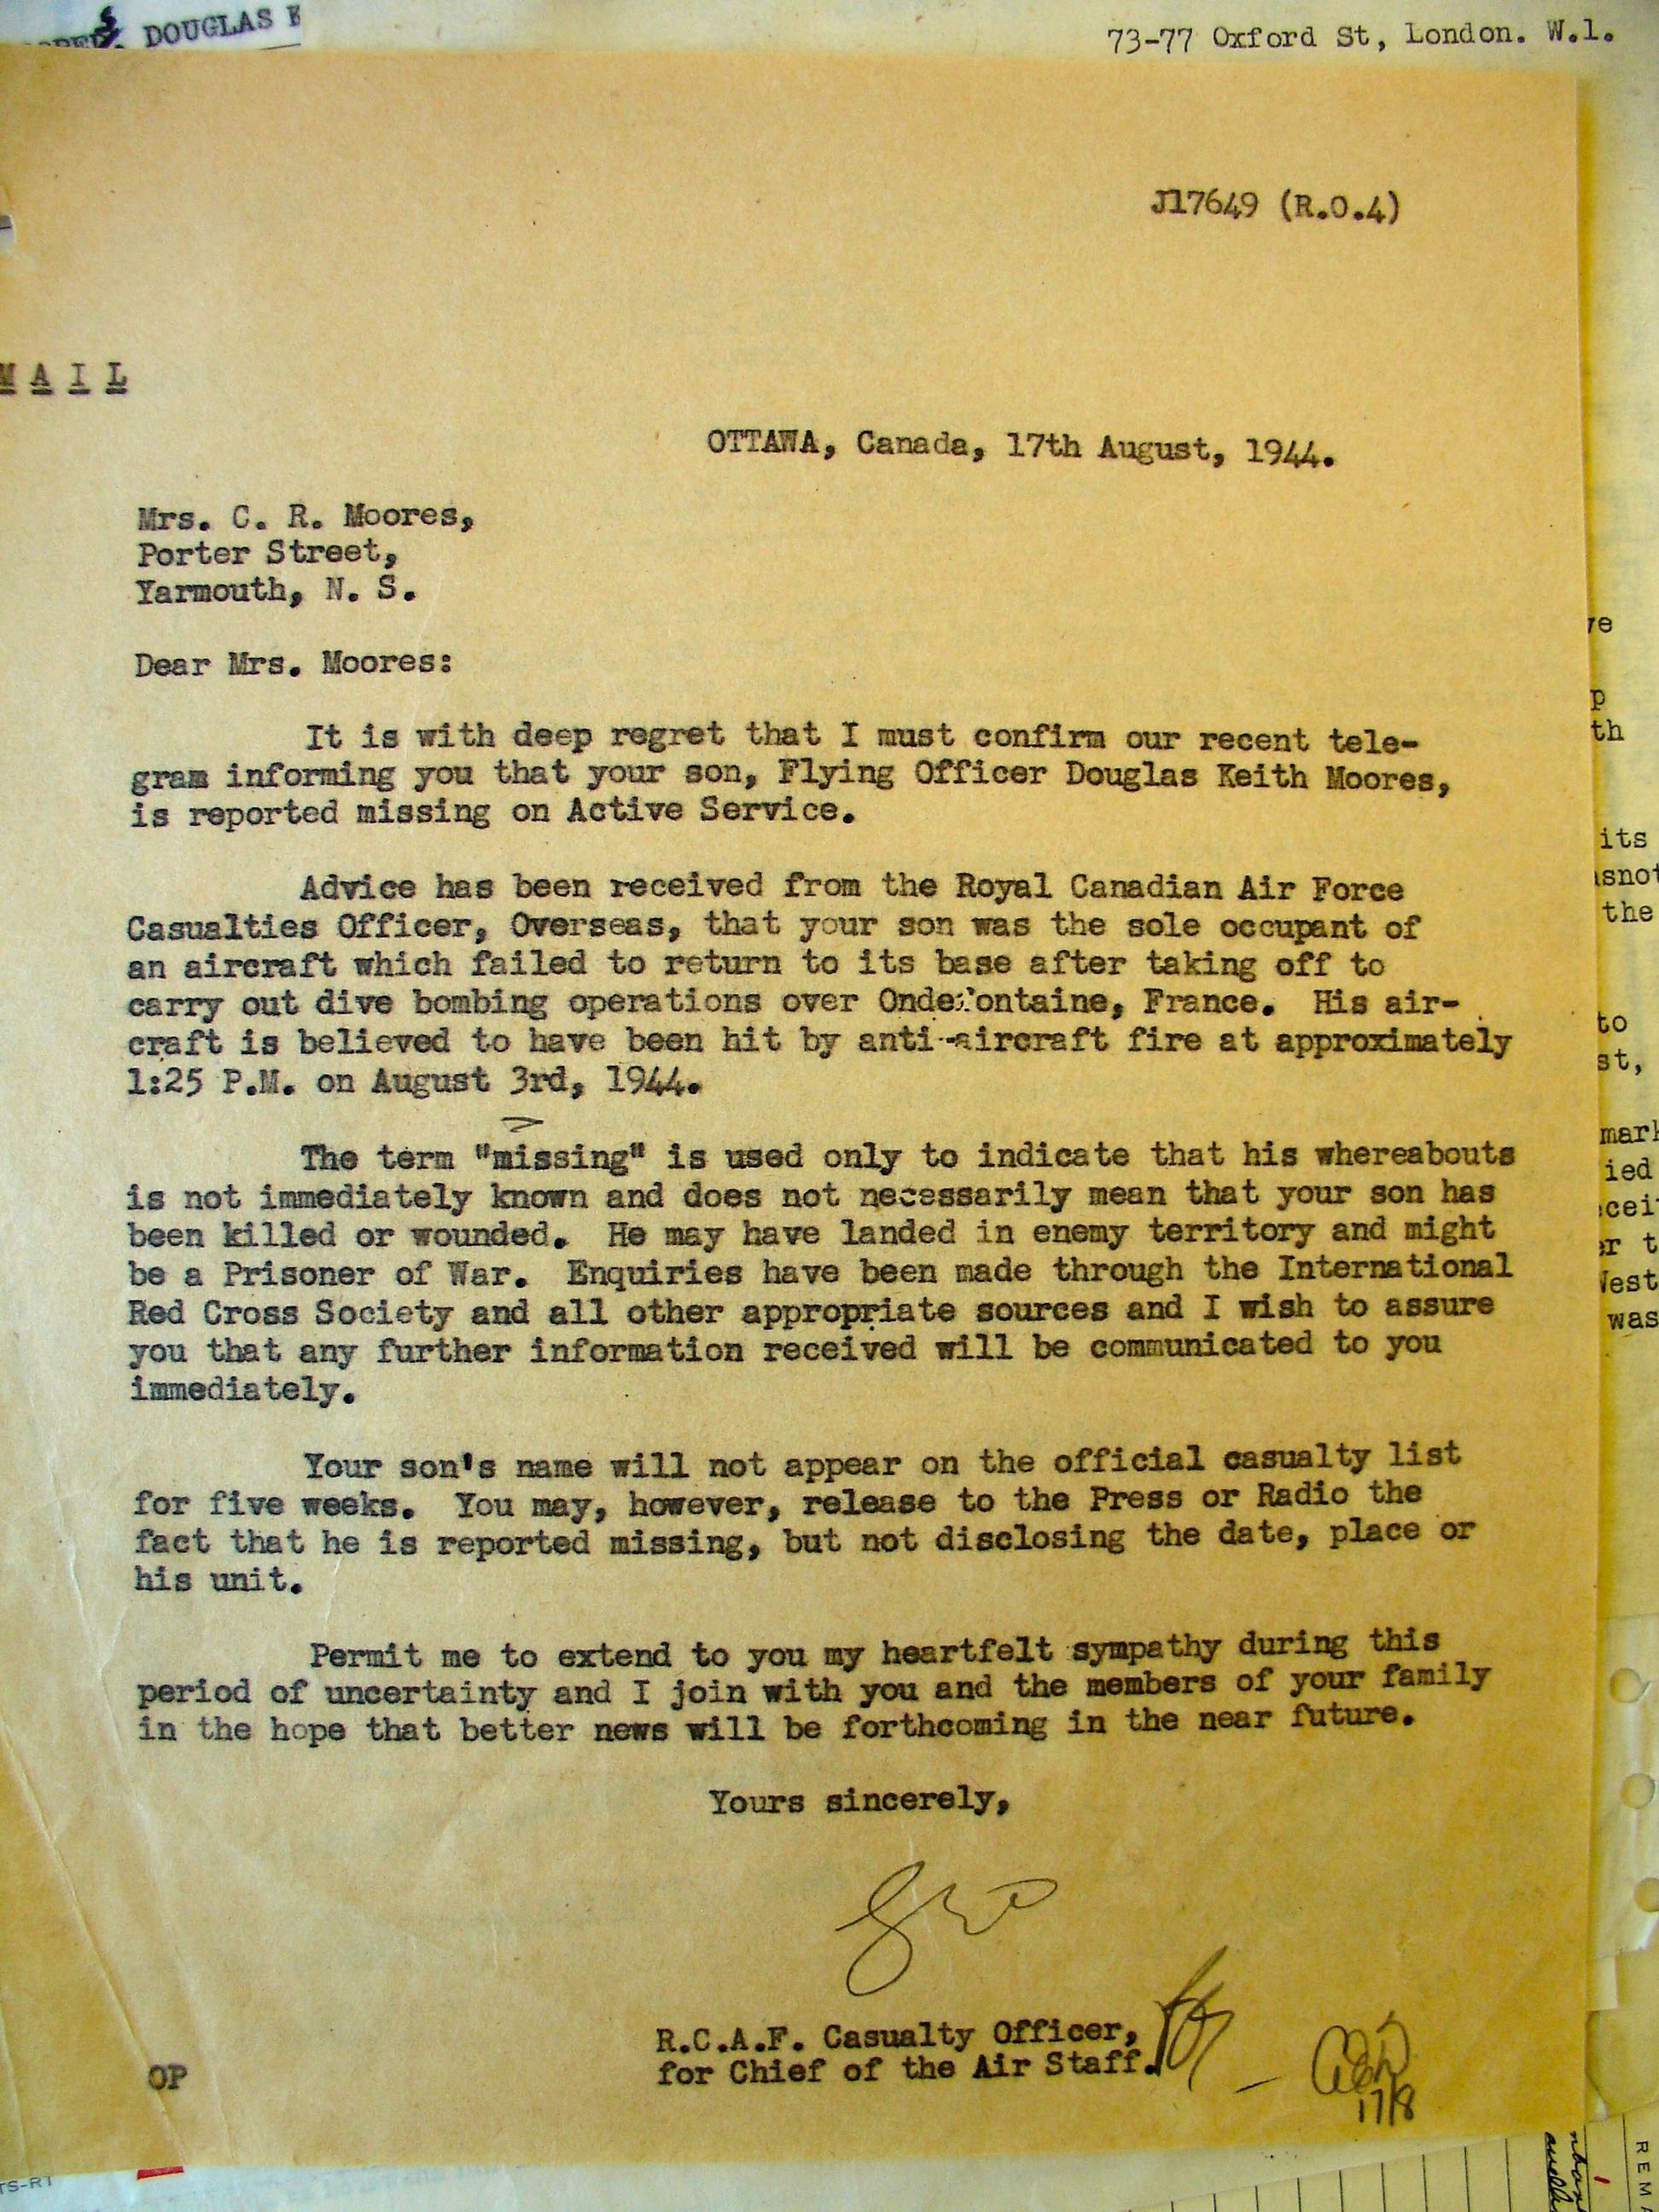 DOUGLAS
73-77 Oxford St, London. W.1.
J17649 (R.O.4)
MAIL
OTTAWA, Canada, 17th August, 1944.
Mrs. C. R. Moores,
Porter Street,
Yarmouth, N. S.
Dear Mrs. Moores:
It is with deep regret that I must confirm our recent tele-
gram informing you that your son, Flying Officer Douglas Keith Moores,
is reported missing on Active Service.
Advice has been received from the Royal Canadian Air Force
Casualties Officer, Overseas, that your son was the sole occupant of
an aircraft which failed to return to its base after taking off to
carry out dive bombing operations over Ondefontaine, France. His air-
craft is believed to have been hit by anti-aircraft fire at approximately
1:25 P.M. on August 3rd, 1944.
The term "missing" is used only to indicate that his whereabouts
is not immediately known and does not necessarily mean that your son has
been killed or wounded. He may have landed in enemy territory and might
be a Prisoner of War. Enquiries have been made through the International
Red Cross Society and all other appropriate sources and I wish to assure
you that any further information received will be communicated to you
immediately.
Your son's name will not appear on the official casualty list
for five weeks. You may, however, release to the Press or Radio the
fact that he is reported missing, but not disclosing the date, place or
his unit.
Permit me to extend to you my heartfelt sympathy during this
period of uncertainty and I join with you and the members of your family
in the hope that better news will be forthcoming in the near future.
Yours sincerely,
R.C.A.F. Casualty Officer,
for Chief of the Air Staff.
OP
17/8
its
the
to
st,
was